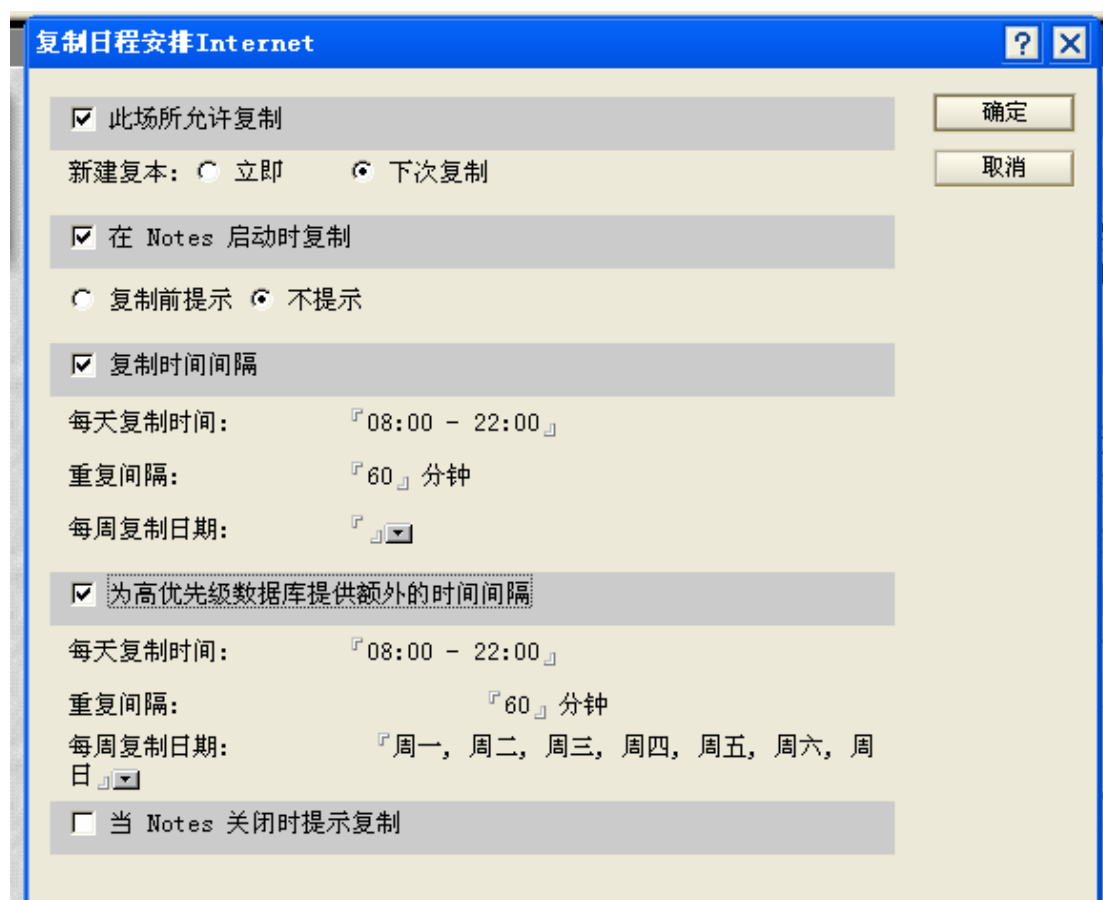 复制日程安排Internet
此场所允许复制
确定
新建复本: 立即 下次复制
取消
在 Notes 启动时复制
复制前提示 不提示
复制时间间隔
每天复制时间: 『08:00 - 22:00』
重复间隔: 『60』 分钟
每周复制日期: 『 』
为高优先级数据库提供额外的时间间隔
每天复制时间: 『08:00 - 22:00』
重复间隔: 『60』 分钟
每周复制日期: 『周一, 周二, 周三, 周四, 周五, 周六, 周
日』
当 Notes 关闭时提示复制